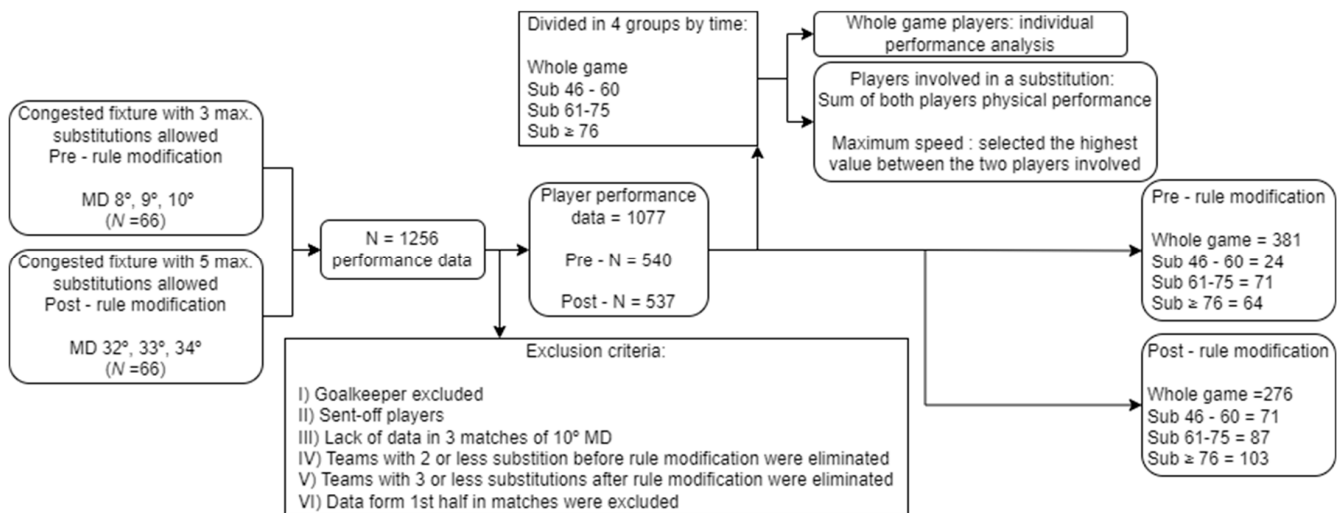 Congested fixture with 3 max.
substitutions allowed
Pre - rule modification
MD 8º, 9º, 10º
(N =66)
Congested fixture with 5 max.
substitutions allowed
Post - rule modification
MD 32º, 33º, 34º
(N =66)
N = 1256
performance data
Player performance
data = 1077
Pre - N = 540
Post - N = 537
Exclusion criteria:
I) Goalkeeper excluded
II) Sent-off players
III) Lack of data in 3 matches of 10º MD
IV) Teams with 2 or less substition before rule modification were eliminated
V) Teams with 3 or less substitutions after rule modification were eliminated
VI) Data form 1st half in matches were excluded
Divided in 4 groups by time:
Whole game
Sub 46 - 60
Sub 61-75
Sub ≥ 76
Whole game players: individual
performance analysis
Players involved in a substitution:
Sum of both players physical performance
Maximum speed : selected the highest
value between the two players involved
Pre - rule modification
Whole game = 381
Sub 46 - 60 = 24
Sub 61-75 = 71
Sub ≥ 76 = 64
Post - rule modification
Whole game =276
Sub 46 - 60 = 71
Sub 61-75 = 87
Sub ≥ 76 = 103